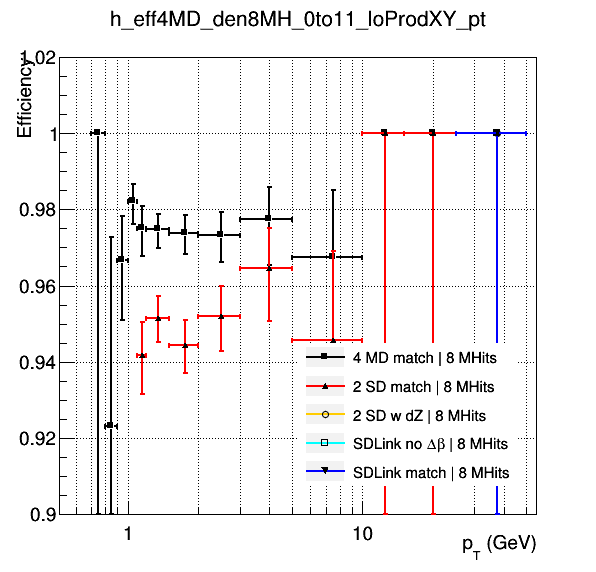 h_eff4MD_den8MH_0to11_loProdXY_pt
Efficiency
1.02
1
0.98
0.96
0.94
0.92
0.9
4 MD match | 8 MHits
2 SD match | 8 MHits
2 SD w dZ | 8 MHits
SDLink no Δβ | 8 MHits
SDLink match | 8 MHits
1
10
p_T (GeV)